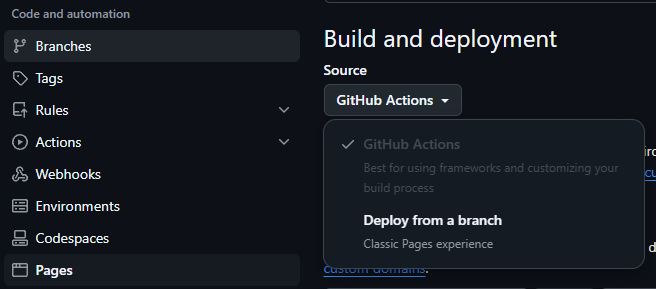 Code and automation
Branches
Tags
Rules
Actions
Webhooks
Environments
Codespaces
Pages
Build and deployment
Source
GitHub Actions
GitHub Actions
Best for using frameworks and customizing your
build process
Deploy from a branch
Classic Pages experience
custom domains.